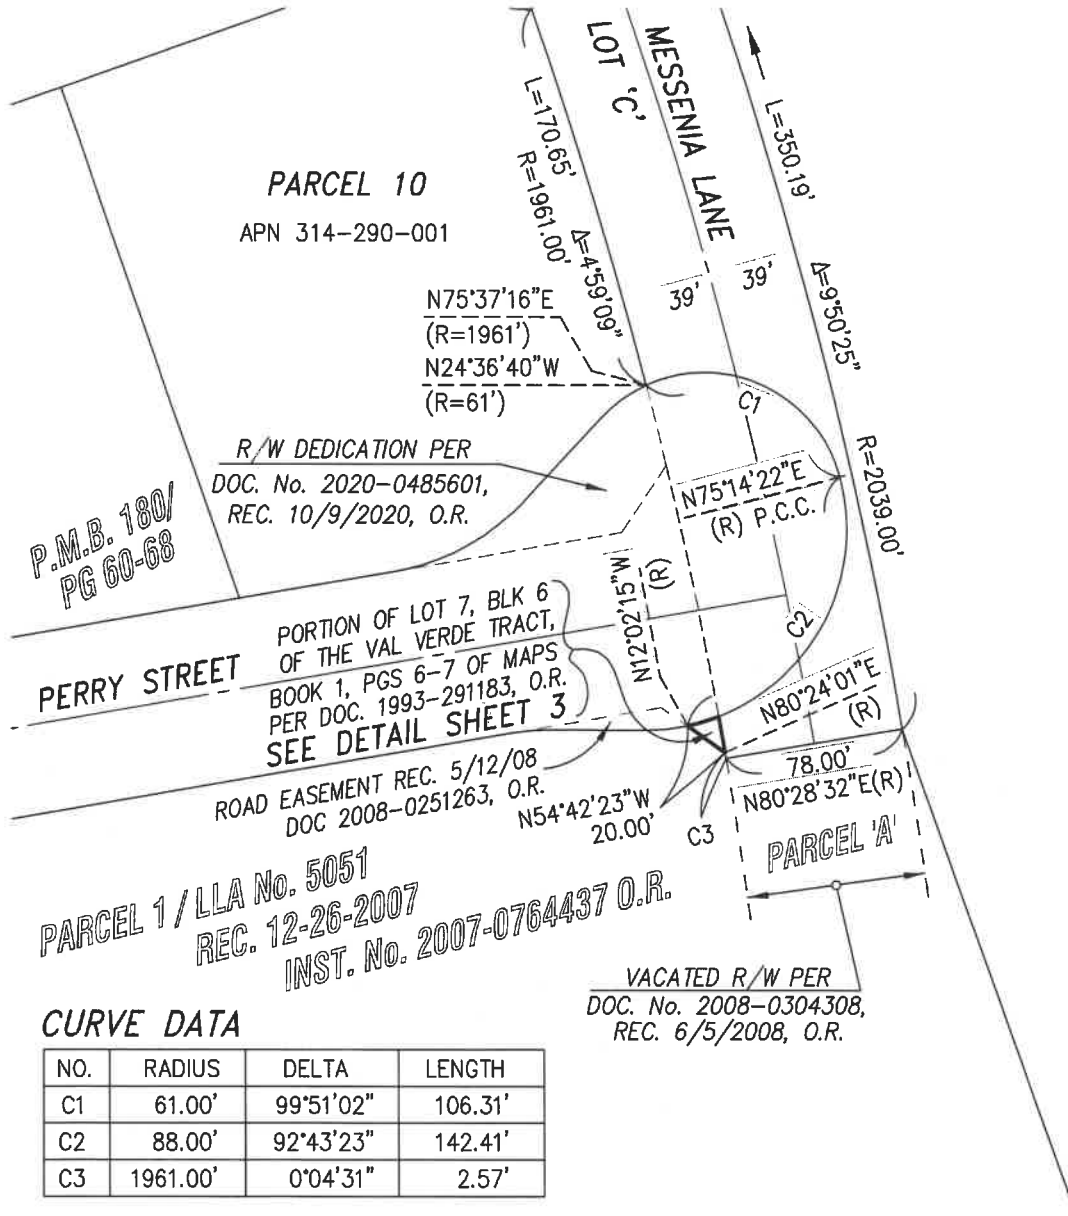 LOT 'C'
MESSENIA LANE
L=170.65'
R=1961.00'
Δ=4°59'09"
L=350.19'
Δ=9°50'25"
R=2039.00'
PARCEL 10
APN 314-290-001
39'
39'
N75°37'16"E
(R=1961')
N24°36'40"W
(R=61')
C1
R/W DEDICATION PER
DOC. No. 2020-0485601,
REC. 10/9/2020, O.R.
N75°14'22"E
(R) P.C.C.
P.M.B. 180/
PG 60-68
N12°02'15"W
(R)
C2
PERRY STREET
PORTION OF LOT 7, BLK 6
OF THE VAL VERDE TRACT,
BOOK 1, PGS 6-7 OF MAPS
PER DOC. 1993-291183, O.R.
SEE DETAIL SHEET 3
N80°24'01"E
(R)
ROAD EASEMENT REC. 5/12/08
DOC 2008-0251263, O.R.
N54°42'23"W
20.00'
C3
78.00'
N80°28'32"E(R)
PARCEL 'A'
PARCEL 1 / LLA No. 5051
REC. 12-26-2007
INST. No. 2007-0764437 O.R.
VACATED R/W PER
DOC. No. 2008-0304308,
REC. 6/5/2008, O.R.
CURVE DATA
NO. RADIUS DELTA LENGTH
C1 61.00' 99°51'02" 106.31'
C2 88.00' 92°43'23" 142.41'
C3 1961.00' 0°04'31" 2.57'